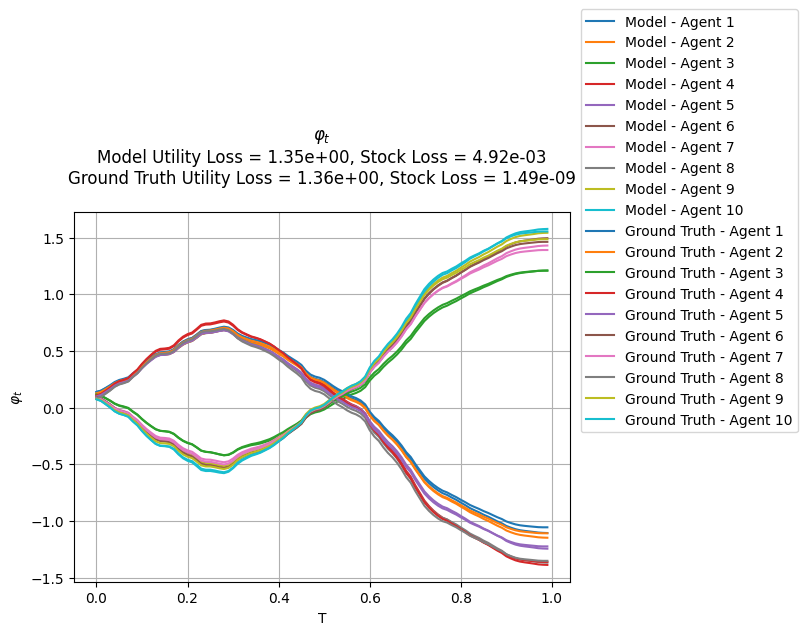 φt
Model Utility Loss = 1.35e+00, Stock Loss = 4.92e-03
Ground Truth Utility Loss = 1.36e+00, Stock Loss = 1.49e-09
Model - Agent 1
Model - Agent 2
Model - Agent 3
Model - Agent 4
Model - Agent 5
Model - Agent 6
Model - Agent 7
Model - Agent 8
Model - Agent 9
Model - Agent 10
Ground Truth - Agent 1
Ground Truth - Agent 2
Ground Truth - Agent 3
Ground Truth - Agent 4
Ground Truth - Agent 5
Ground Truth - Agent 6
Ground Truth - Agent 7
Ground Truth - Agent 8
Ground Truth - Agent 9
Ground Truth - Agent 10
φt
1.5
1.0
0.5
0.0
−0.5
−1.0
−1.5
0.0 0.2 0.4 0.6 0.8 1.0
T